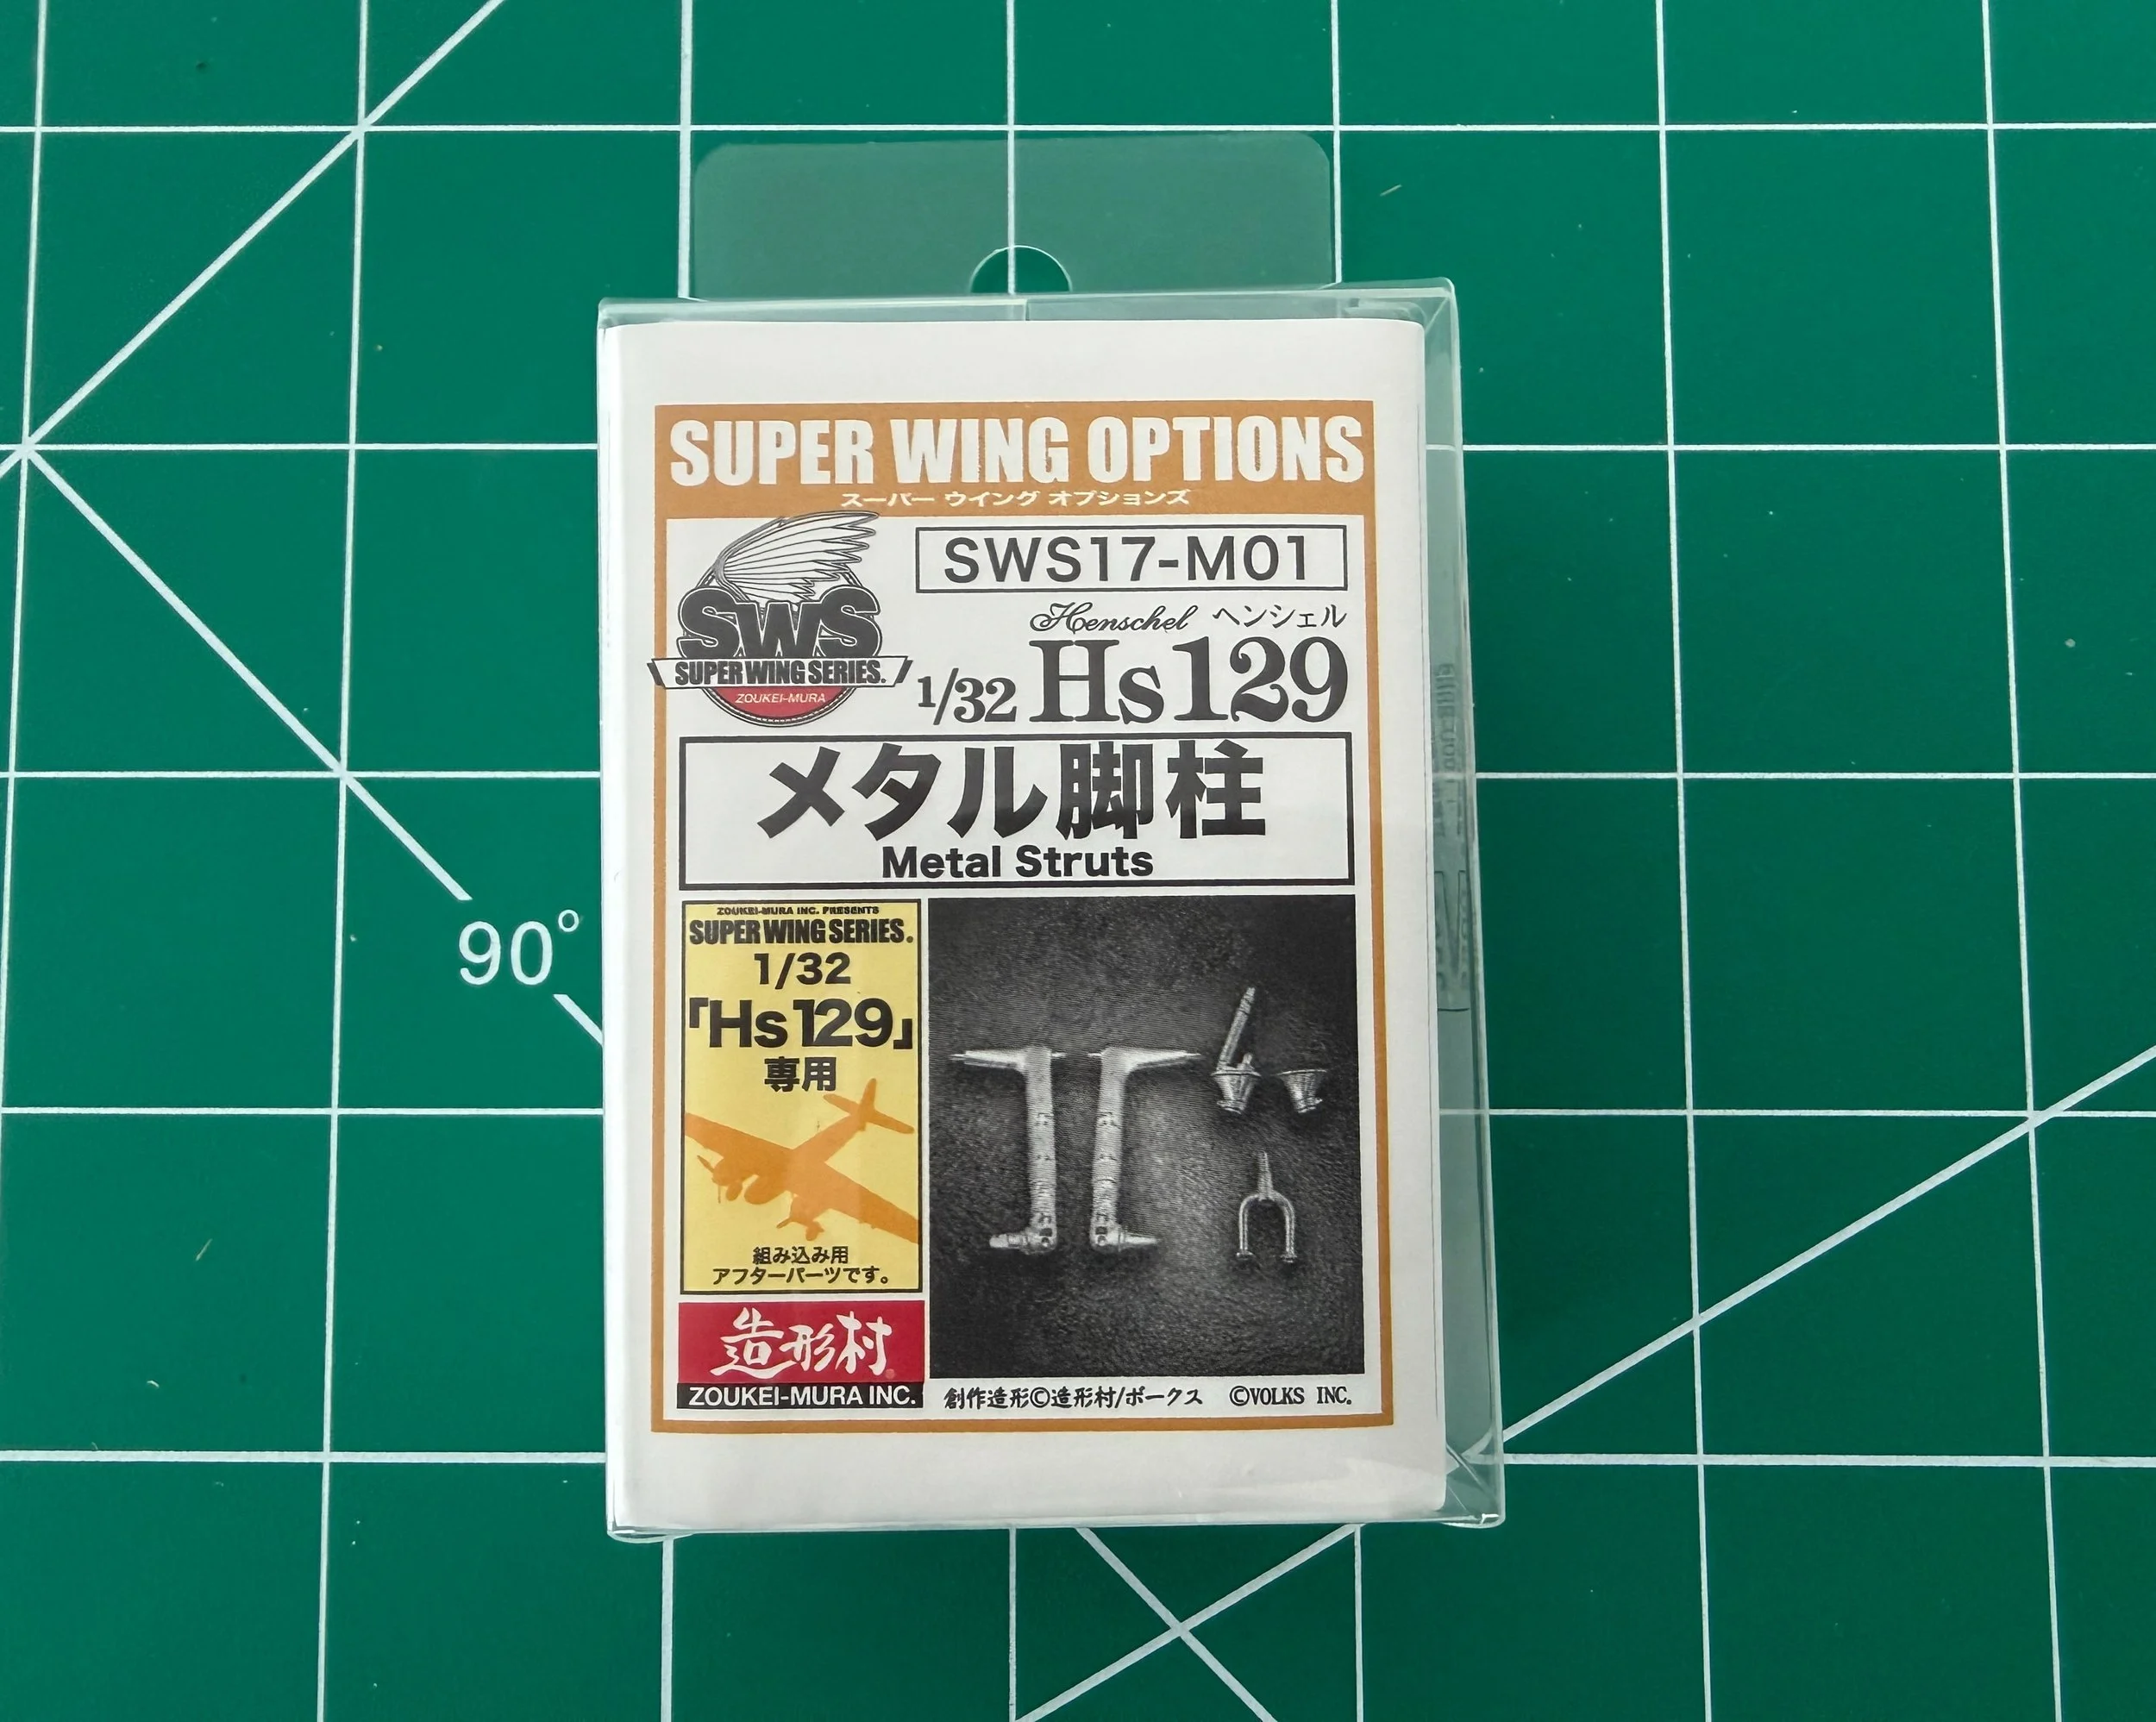 SUPER WING OPTIONS
スーパー ウイング オプションズ
SWS
SUPER WING SERIES.
ZOUKEI-MURA
SWS17-M01
Henschel ヘンシェル
1/32 Hs129
メタル脚柱
Metal Struts
ZOUKEI-MURA INC. PRESENTS
SUPER WING SERIES.
1/32
「Hs129」
専用
組み込み用
アフターパーツです。
造形村
ZOUKEI-MURA INC.
創作造形©造形村/ボークス ©VOLKS INC.
90°